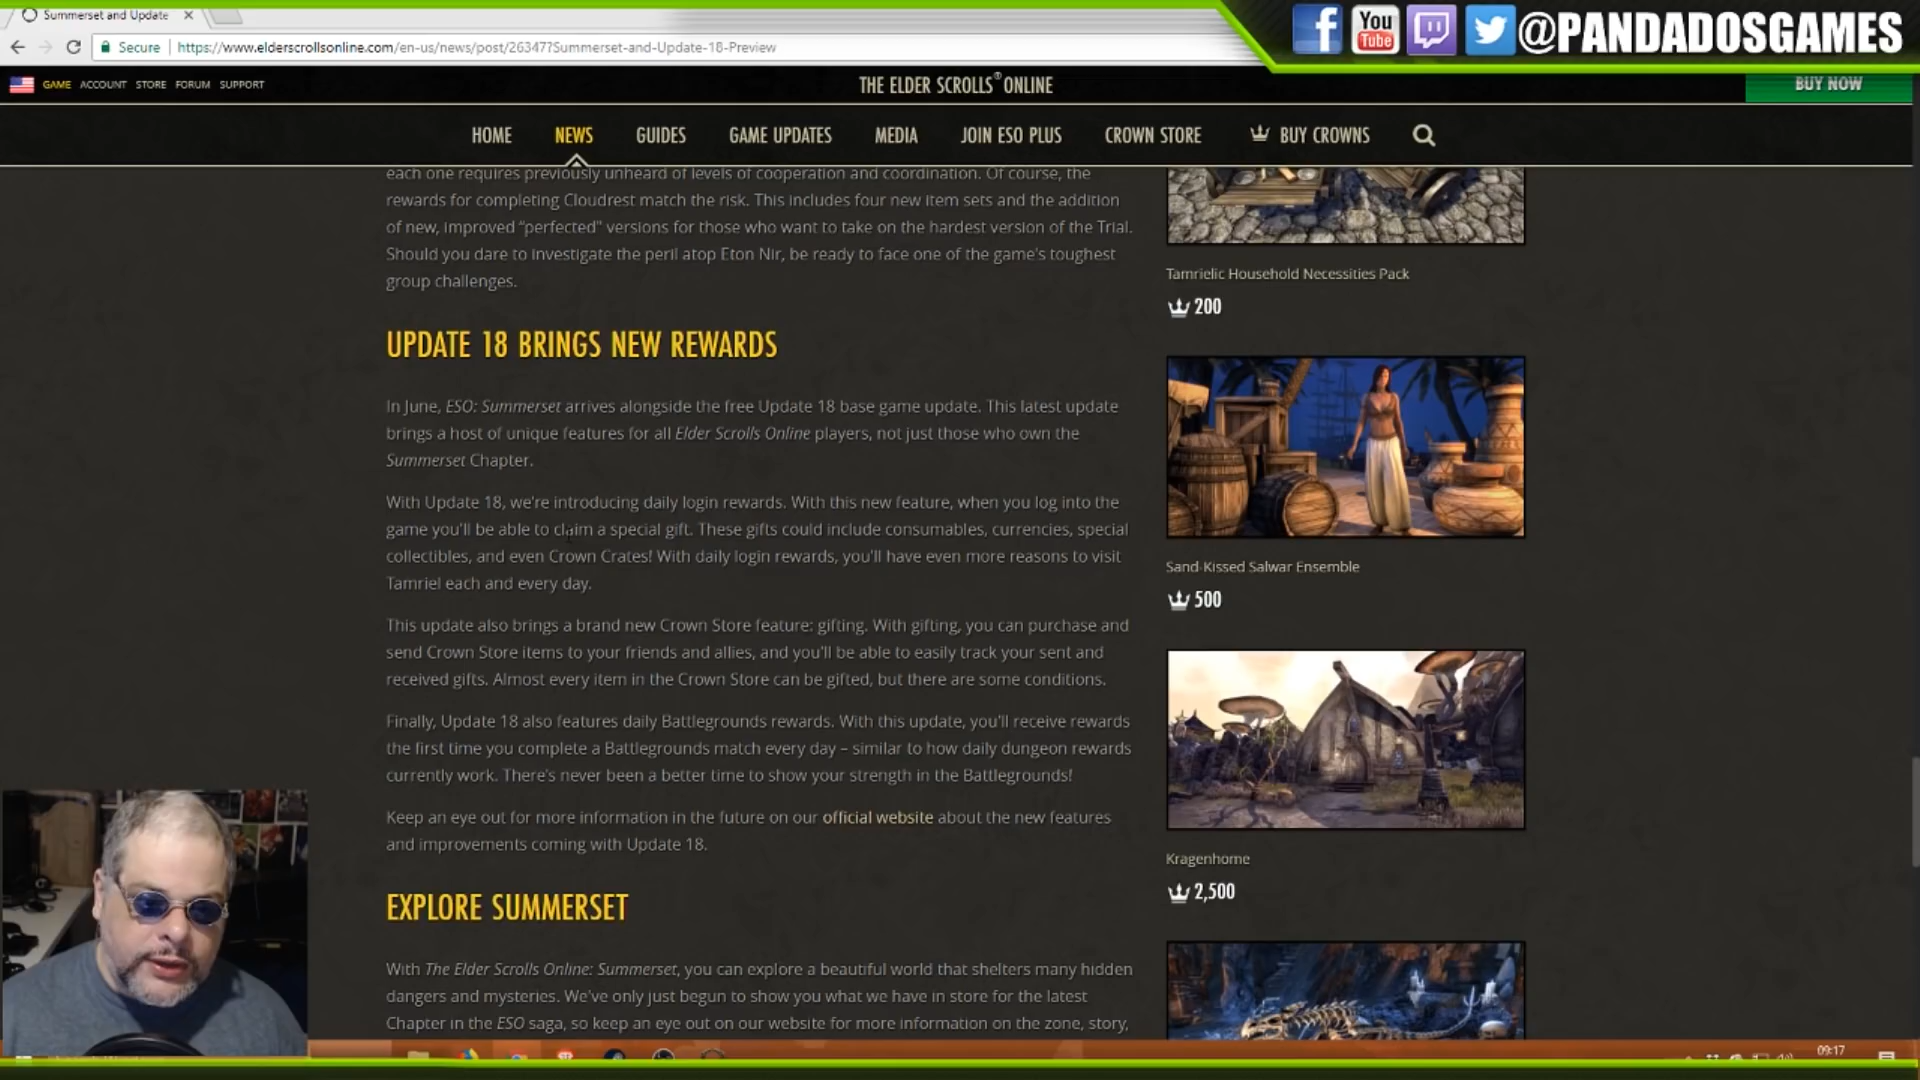 Summerset and Update
Secure
https://www.elderscrollsonline.com/en-us/news/post/26347?Summerset-and-Update-18-Preview
You
Tube
@PANDADOSGAMES
GAME ACCOUNT STORE FORUM SUPPORT
THE ELDER SCROLLS® ONLINE
BUY NOW
HOME NEWS GUIDES GAME UPDATES MEDIA JOIN ESO PLUS CROWN STORE BUY CROWNS
each one requires previously unheard of levels of cooperation and coordination. Of course, the
rewards for completing Cloudrest match the risk. This includes four new item sets and the addition
of new, improved “perfected” versions for those who want to take on the hardest version of the Trial.
Should you dare to investigate the peril atop Eton Nir, be ready to face one of the game's toughest
group challenges.
UPDATE 18 BRINGS NEW REWARDS
In June, ESO: Summerset arrives alongside the free Update 18 base game update. This latest update
brings a host of unique features for all Elder Scrolls Online players, not just those who own the
Summerset Chapter.
With Update 18, we're introducing daily login rewards. With this new feature, when you log into the
game you'll be able to claim a special gift. These gifts could include consumables, currencies, special
collectibles, and even Crown Crates! With daily login rewards, you'll have even more reasons to visit
Tamriel each and every day.
This update also brings a brand new Crown Store feature: gifting. With gifting, you can purchase and
send Crown Store items to your friends and allies, and you'll be able to easily track your sent and
received gifts. Almost every item in the Crown Store can be gifted, but there are some conditions.
Finally, Update 18 also features daily Battlegrounds rewards. With this update, you'll receive rewards
the first time you complete a Battlegrounds match every day – similar to how daily dungeon rewards
currently work. There's never been a better time to show your strength in the Battlegrounds!
Keep an eye out for more information in the future on our official website about the new features
and improvements coming with Update 18.
EXPLORE SUMMERSET
With The Elder Scrolls Online: Summerset, you can explore a beautiful world that shelters many hidden
dangers and mysteries. We've only just begun to show you what we have in store for the latest
Chapter in the ESO saga, so keep an eye out on our website for more information on the zone, story,
Tamrielic Household Necessities Pack
200
Sand-Kissed Salwar Ensemble
500
Kragenhome
2,500
09:17